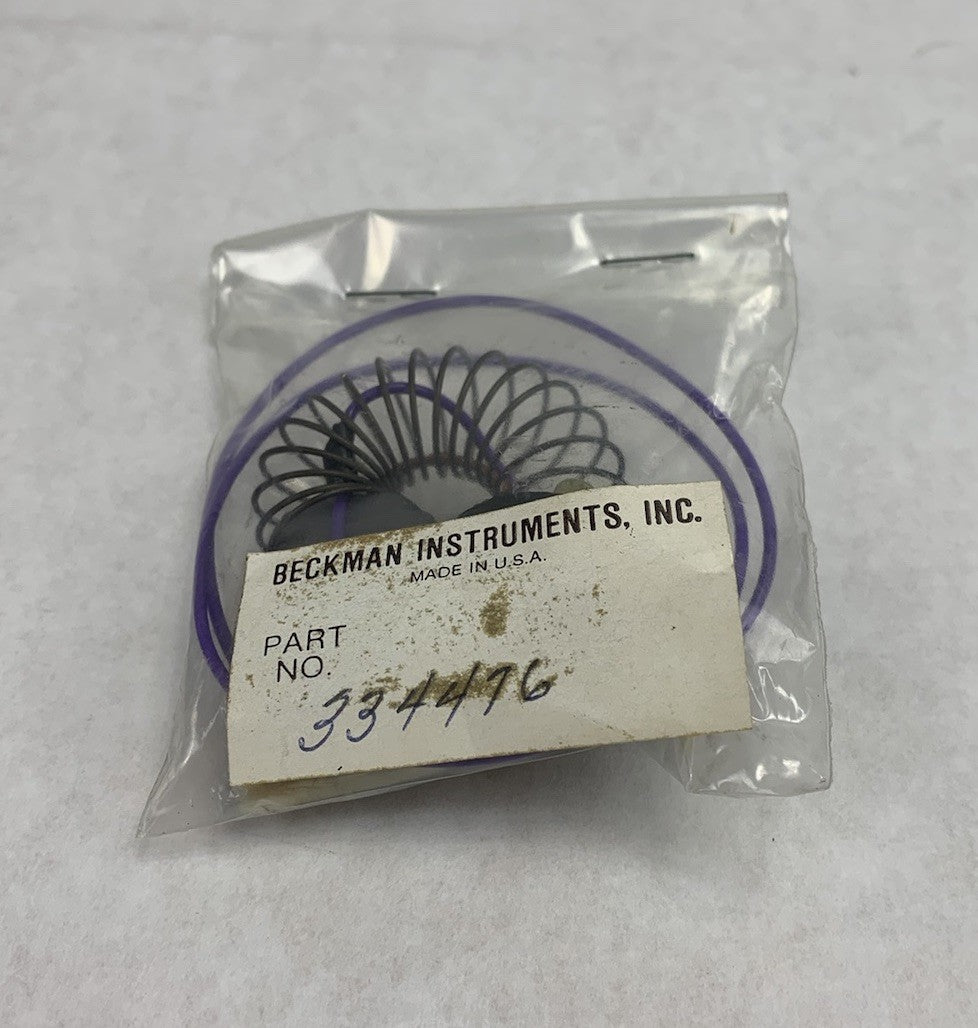 BECKMAN INSTRUMENTS, INC.
MADE IN U.S.A.
PART
NO.
334476